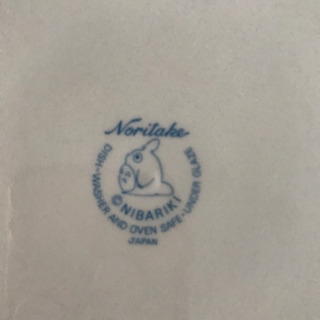 Noritake
DISH-WASHER AND OVEN SAFE-UNDER GLAZE
© NIBARIKI
JAPAN